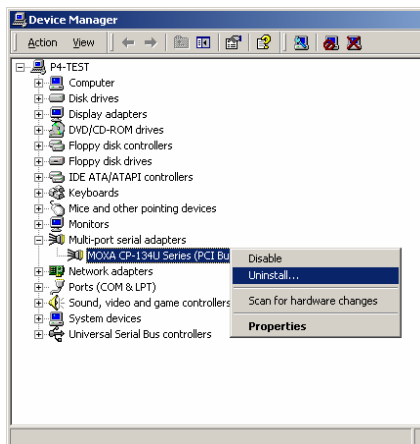 Device Manager
Action View
P4-TEST
Computer
Disk drives
Display adapters
DVD/CD-ROM drives
Floppy disk controllers
Floppy disk drives
IDE ATA/ATAPI controllers
Keyboards
Mice and other pointing devices
Monitors
Multi-port serial adapters
MOXA CP-134U Series (PCI Bu
Network adapters
Ports (COM & LPT)
Sound, video and game controllers
System devices
Universal Serial Bus controllers
Disable
Uninstall...
Scan for hardware changes
Properties